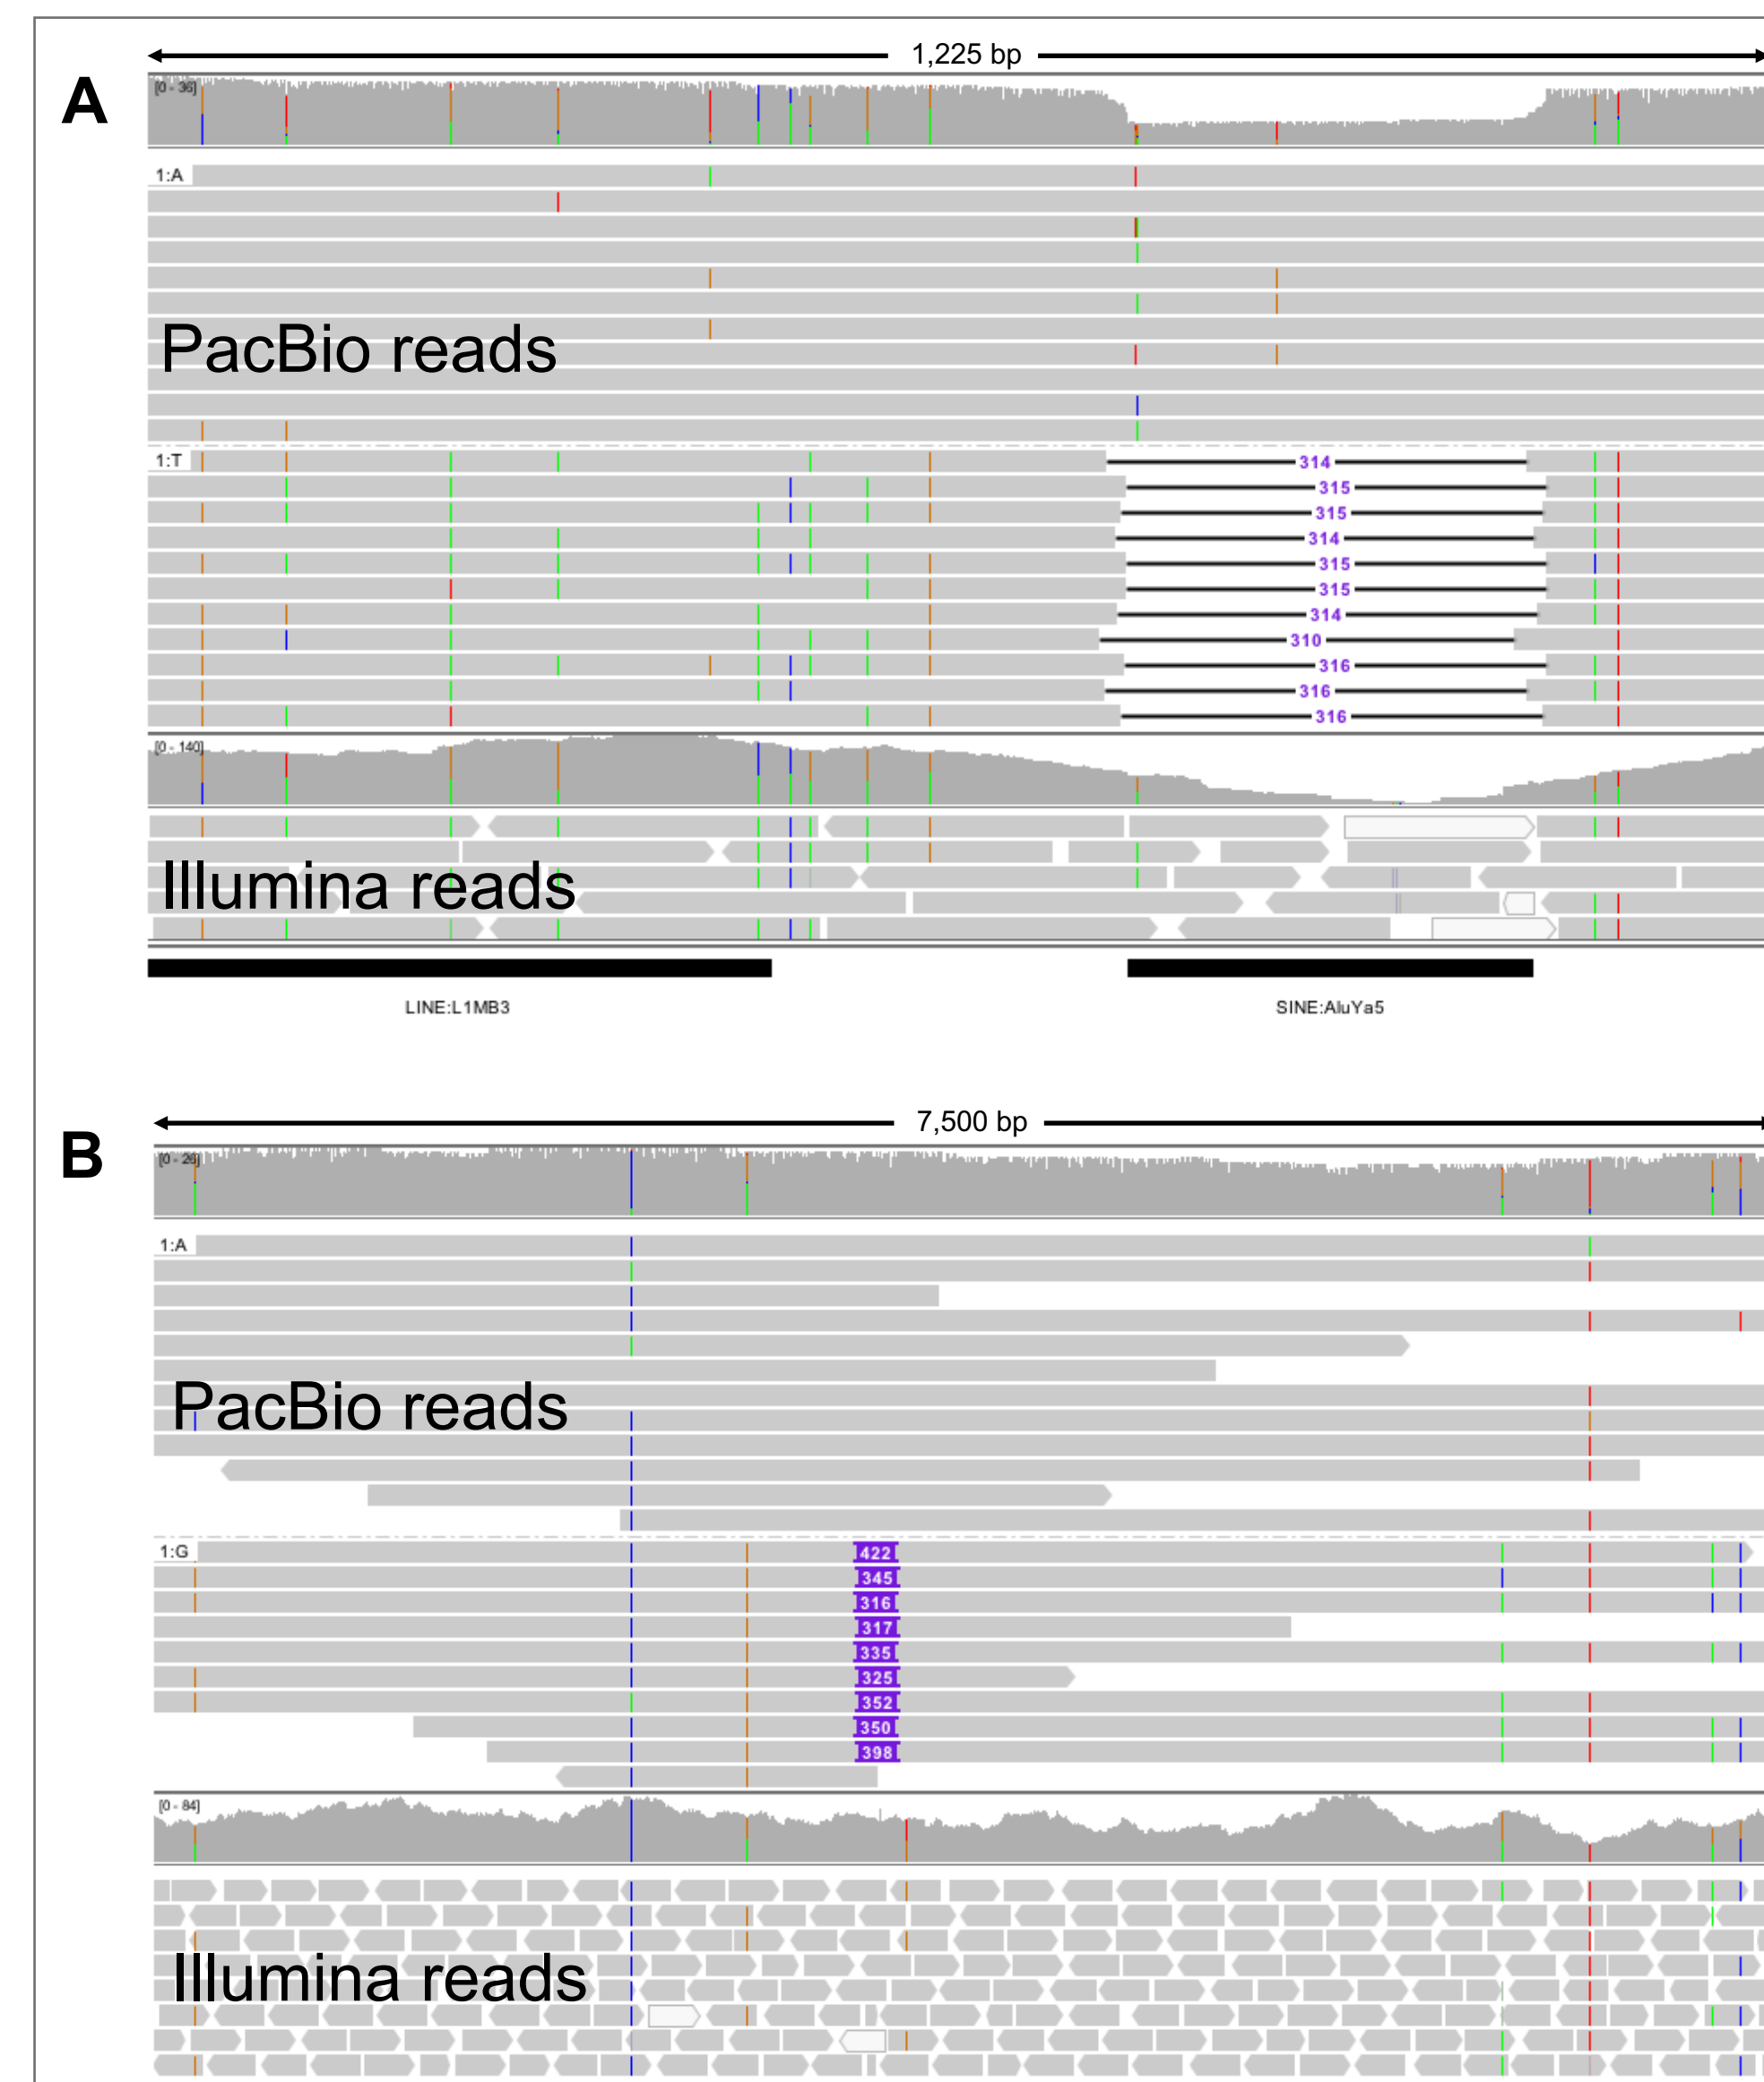 1,225 bp
A
[0 - 36]
1:A
PacBio reads
1:T
314
315
315
314
315
315
314
310
316
316
316
[0 - 140]
Illumina reads
LINE:L1MB3
SINE:AluYa5
7,500 bp
B
[0 - 26]
1:A
PacBio reads
1:G
422
345
316
317
335
325
352
350
398
[0 - 84]
Illumina reads